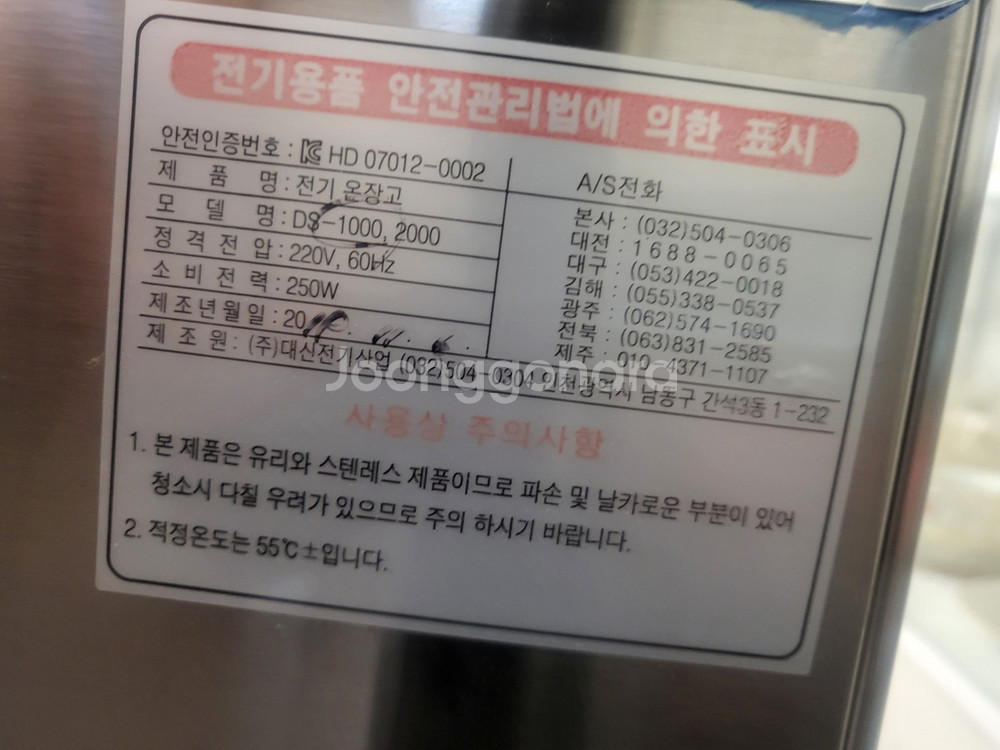 전기용품 안전관리법에 의한 표시
안전인증번호 : HD 07012-0002
제 품 명 : 전기 온장고
모 델 명 : DS-1000, 2000
정 격 전 압 : 220V, 60Hz
소 비 전 력 : 250W
제조년월일 : 20
제 조 원 : (주)대신전기산업 (032)504-0304 인천광역시 남동구 간석3동 1-232
A/S전화
본사 : (032)504-0306
대전 : 1688-0065
대구 : (053)422-0018
김해 : (055)338-0537
광주 : (062)574-1690
전북 : (063)831-2585
제주 : 010-4371-1107
Joonggonara
사용상 주의사항
1. 본 제품은 유리와 스텐레스 제품이므로 파손 및 날카로운 부분이 있어
청소시 다칠 우려가 있으므로 주의 하시기 바랍니다.
2. 적정온도는 55℃±입니다.